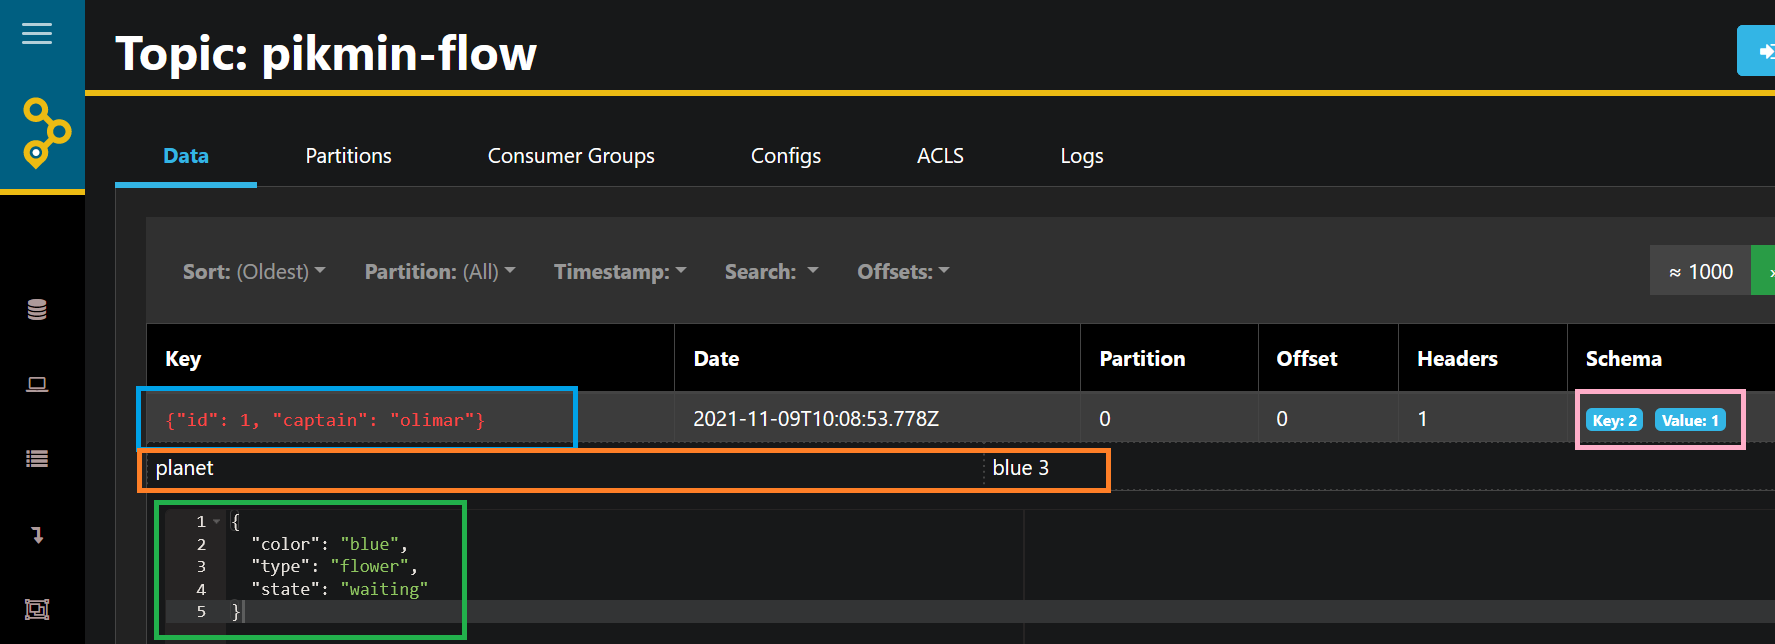 Topic: pikmin-flow
Data Partitions Consumer Groups Configs ACLS Logs
Sort: (Oldest) Partition: (All) Timestamp: Search: Offsets: ≈ 1000
Key Date Partition Offset Headers Schema
{"id": 1, "captain": "olimar"} 2021-11-09T10:08:53.778Z 0 0 1 Key: 2 Value: 1
planet blue 3
1 {
2 "color": "blue",
3 "type": "flower",
4 "state": "waiting"
5 }